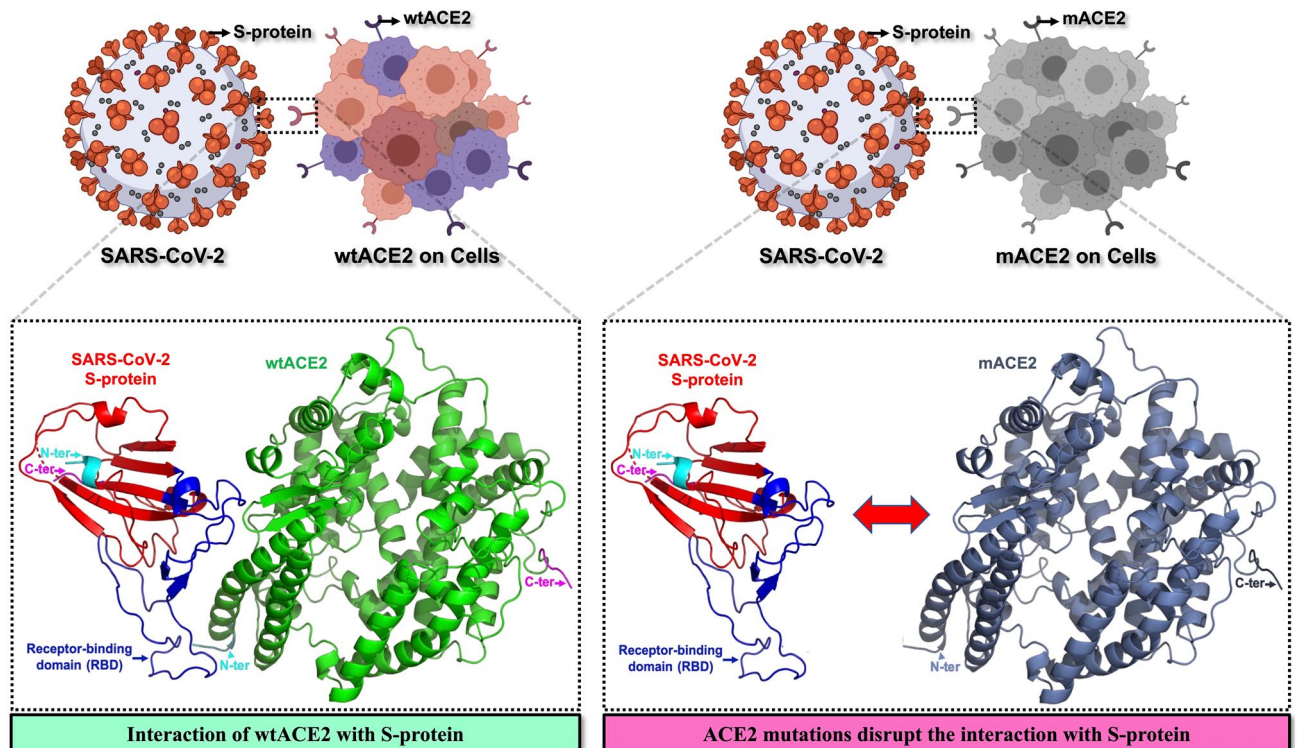 wtACE2
S-protein
SARS-CoV-2
wtACE2 on Cells
mACE2
S-protein
SARS-CoV-2
mACE2 on Cells
SARS-CoV-2
S-protein
wtACE2
N-ter
C-ter
C-ter
Receptor-binding
domain (RBD)
N-ter
Interaction of wtACE2 with S-protein
SARS-CoV-2
S-protein
mACE2
N-ter
C-ter
C-ter
Receptor-binding
domain (RBD)
N-ter
ACE2 mutations disrupt the interaction with S-protein